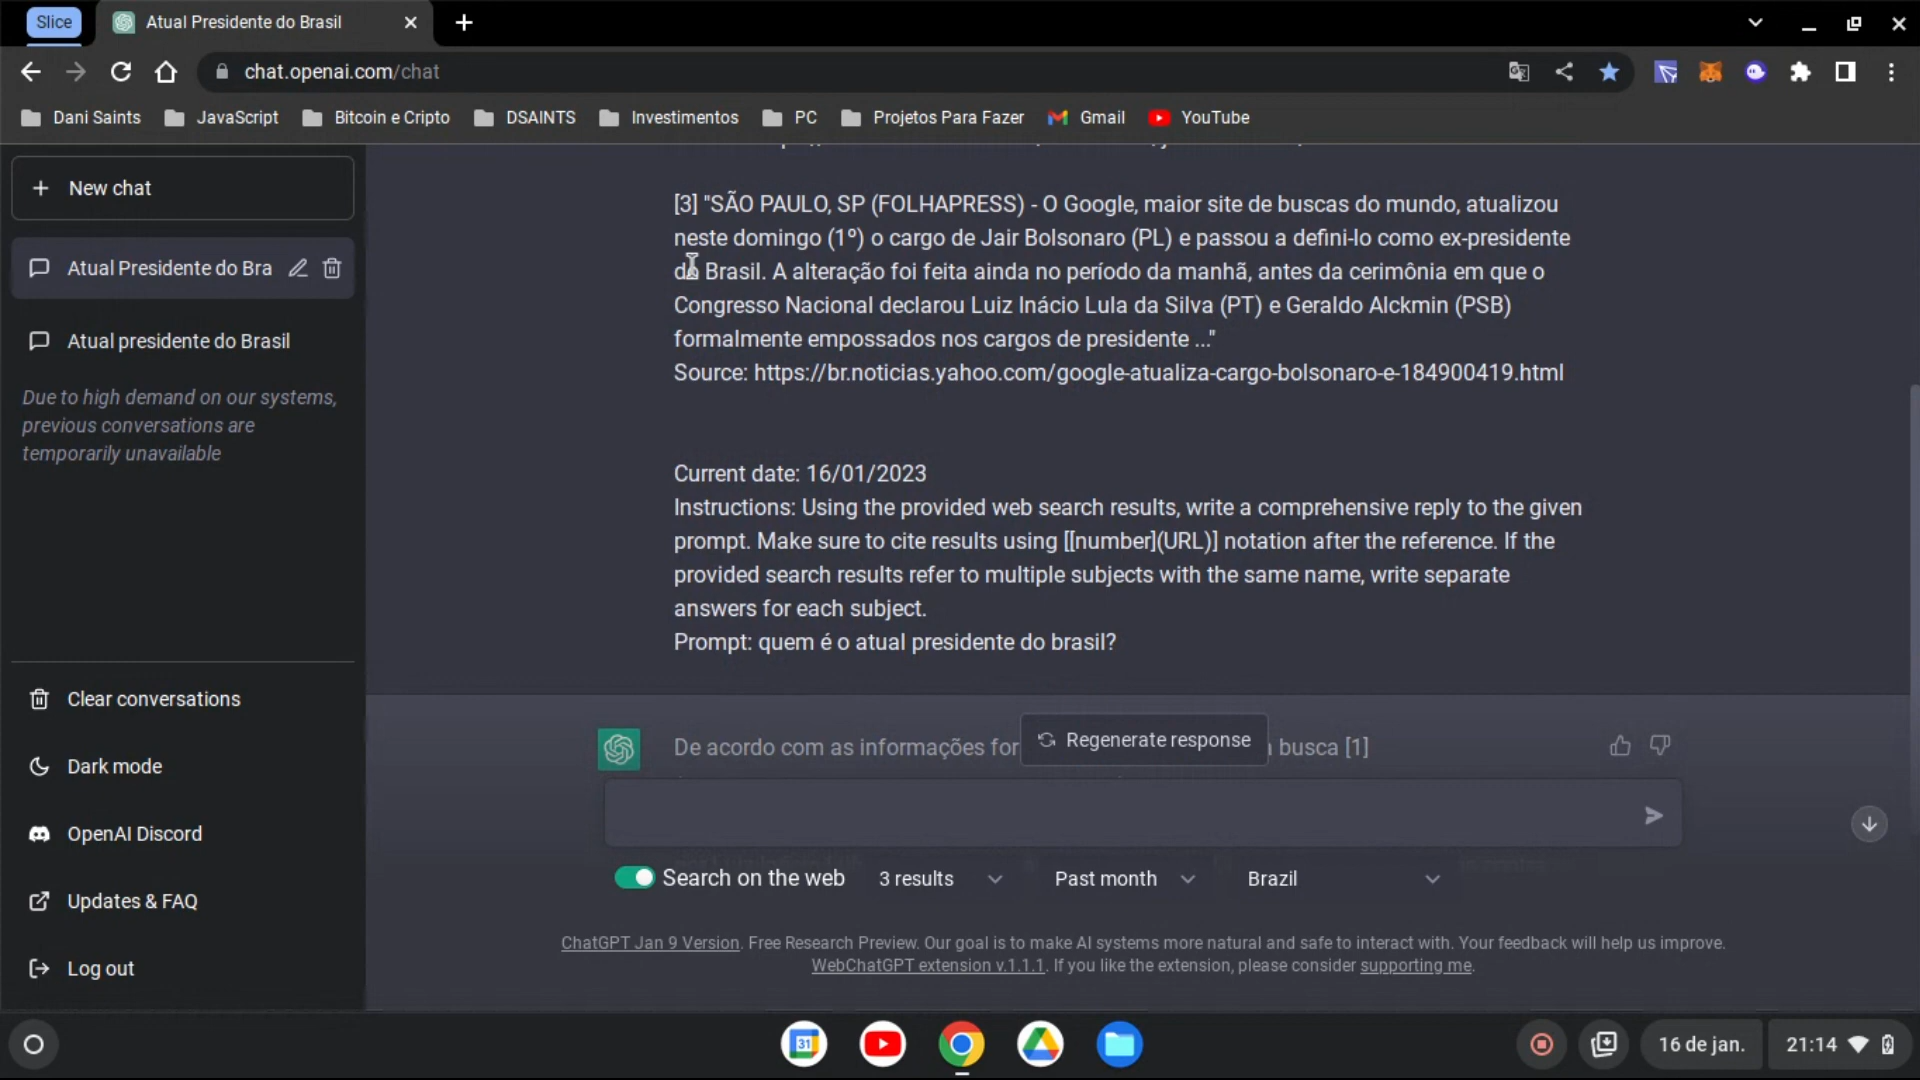 Slice
Atual Presidente do Brasil
chat.openai.com/chat
Dani Saints
JavaScript
Bitcoin e Cripto
DSAINTS
Investimentos
PC
Projetos Para Fazer
Gmail
YouTube
New chat
Atual Presidente do Bra
Atual presidente do Brasil
Due to high demand on our systems,
previous conversations are
temporarily unavailable
Clear conversations
Dark mode
OpenAI Discord
Updates & FAQ
Log out
[3] "SÃO PAULO, SP (FOLHAPRESS) - O Google, maior site de buscas do mundo, atualizou
neste domingo (1º) o cargo de Jair Bolsonaro (PL) e passou a defini-lo como ex-presidente
do Brasil. A alteração foi feita ainda no período da manhã, antes da cerimônia em que o
Congresso Nacional declarou Luiz Inácio Lula da Silva (PT) e Geraldo Alckmin (PSB)
formalmente empossados nos cargos de presidente ..."
Source: https://br.noticias.yahoo.com/google-atualiza-cargo-bolsonaro-e-184900419.html
Current date: 16/01/2023
Instructions: Using the provided web search results, write a comprehensive reply to the given
prompt. Make sure to cite results using [[number](URL)] notation after the reference. If the
provided search results refer to multiple subjects with the same name, write separate
answers for each subject.
Prompt: quem é o atual presidente do brasil?
De acordo com as informações for
busca [1]
Regenerate response
Search on the web
3 results
Past month
Brazil
ChatGPT Jan 9 Version. Free Research Preview. Our goal is to make AI systems more natural and safe to interact with. Your feedback will help us improve.
WebChatGPT extension v.1.1.1. If you like the extension, please consider supporting me.
31
16 de jan.
21:14